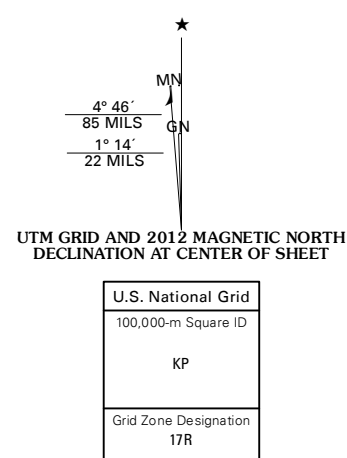 MN
4° 46´
85 MILS
GN
1° 14´
22 MILS
UTM GRID AND 2012 MAGNETIC NORTH
DECLINATION AT CENTER OF SHEET
U.S. National Grid
100,000-m Square ID
KP
Grid Zone Designation
17R